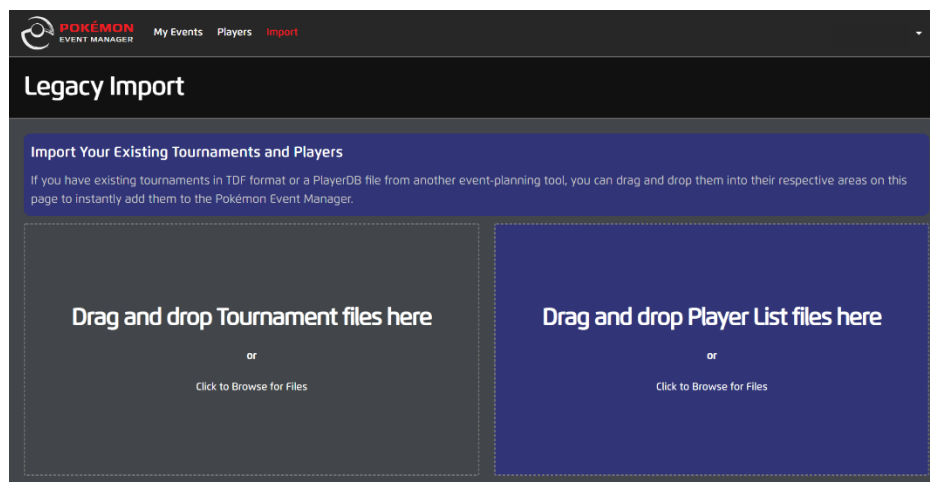 POKÉMON
EVENT MANAGER
My Events Players Import
Legacy Import
Import Your Existing Tournaments and Players
If you have existing tournaments in TDF format or a PlayerDB file from another event-planning tool, you can drag and drop them into their respective areas on this
page to instantly add them to the Pokémon Event Manager.
Drag and drop Tournament files here
or
Click to Browse for Files
Drag and drop Player List files here
or
Click to Browse for Files